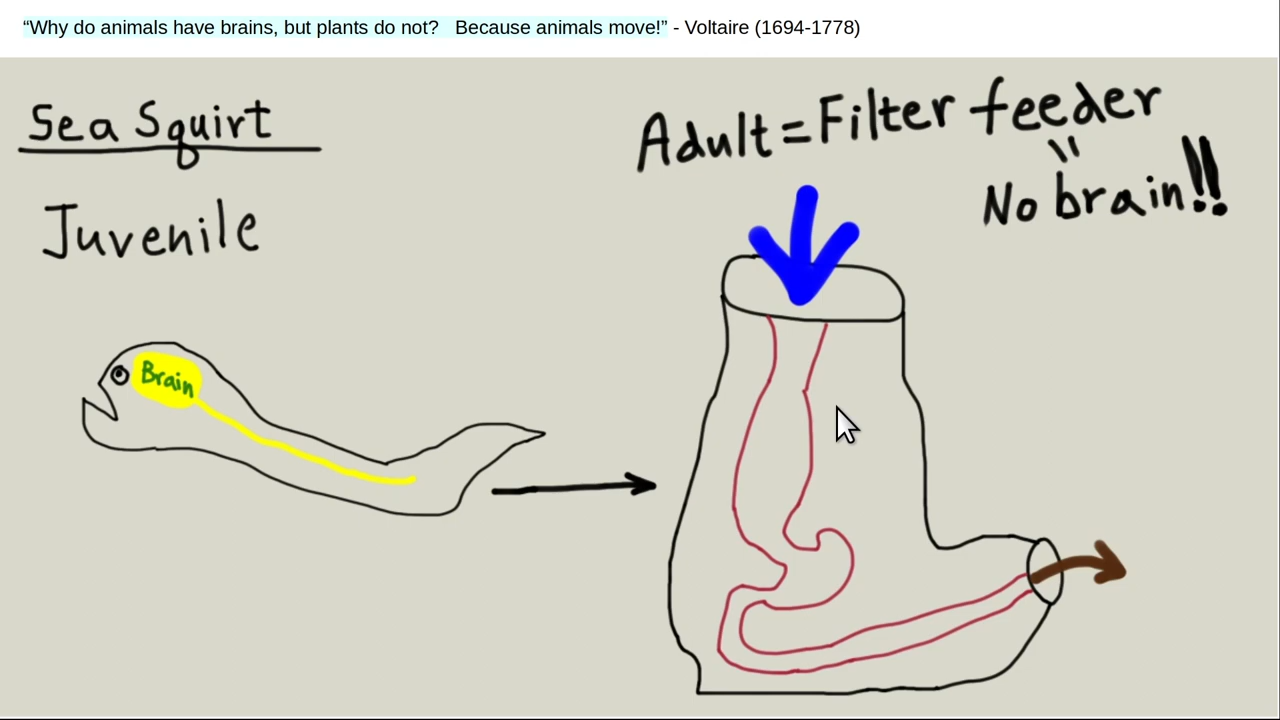 “Why do animals have brains, but plants do not?   Because animals move!” - Voltaire (1694-1778)
Sea Squirt
Juvenile
Brain
Adult = Filter feeder
No brain!!